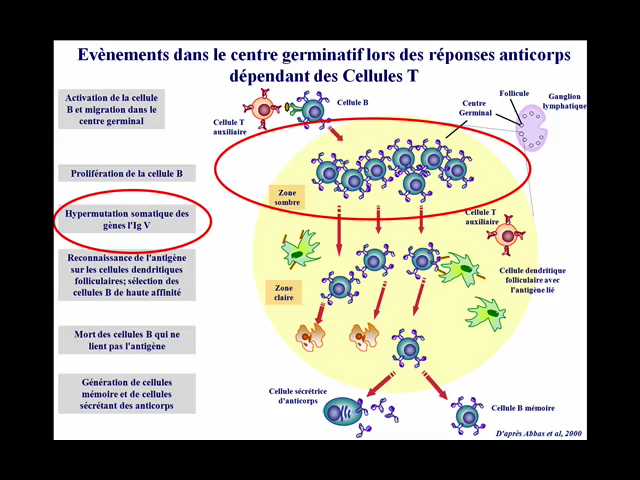 Evènements dans le centre germinatif lors des réponses anticorps
dépendant des Cellules T
Activation de la cellule
B et migration dans le
centre germinal
Cellule T
auxiliaire
Cellule B
Centre
Germinal
Follicule
Ganglion
lymphatique
Prolifération de la cellule B
Zone
sombre
Hypermutation somatique des
gènes l'Ig V
Cellule T
auxiliaire
Reconnaissance de l'antigène
sur les cellules dendritiques
folliculaires; sélection des
cellules B de haute affinité
Zone
claire
Cellule dendritique
folliculaire avec
l'antigène lié
Mort des cellules B qui ne
lient pas l'antigène
Génération de cellules
mémoire et de cellules
sécrétant des anticorps
Cellule sécrétrice
d'anticorps
Cellule B mémoire
D'après Abbas et al, 2000